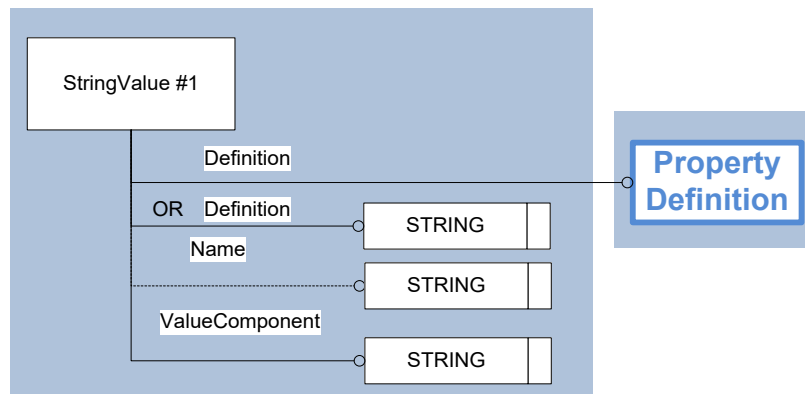 StringValue #1
Definition
Property
Definition
OR Definition
STRING
Name
STRING
ValueComponent
STRING